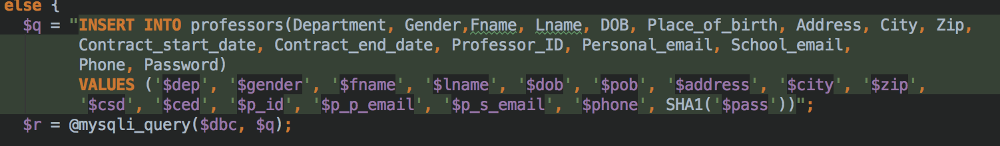 else {
$q = "INSERT INTO professors(Department, Gender,Fname, Lname, DOB, Place_of_birth, Address, City, Zip,
Contract_start_date, Contract_end_date, Professor_ID, Personal_email, School_email,
Phone, Password)
VALUES ('$dep', '$gender', '$fname', '$lname', '$dob', '$pob', '$address', '$city', '$zip',
'$csd', '$ced', '$p_id', '$p_p_email', '$p_s_email', '$phone', SHA1('$pass'))";
$r = @mysqli_query($dbc, $q);